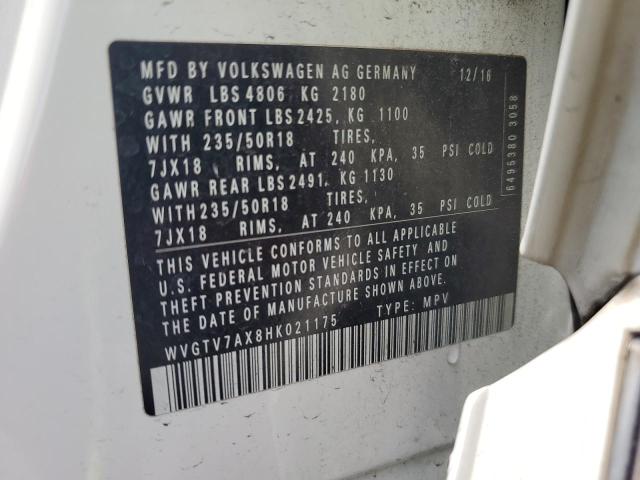 MFD BY VOLKSWAGEN AG GERMANY 12/16
GVWR LBS 4806 KG 2180
GAWR FRONT LBS 2425, KG 1100
WITH 235/50R18 TIRES,
7JX18 RIMS, AT 240 KPA, 35 PSI COLD
GAWR REAR LBS 2491, KG 1130
WITH 235/50R18 TIRES,
7JX18 RIMS, AT 240 KPA, 35 PSI COLD
THIS VEHICLE CONFORMS TO ALL APPLICABLE
U.S. FEDERAL MOTOR VEHICLE SAFETY AND
THEFT PREVENTION STANDARDS IN EFFECT ON
THE DATE OF MANUFACTURE SHOWN ABOVE.
WVGTV7AX8HK021175 TYPE: MPV
6495380 3058